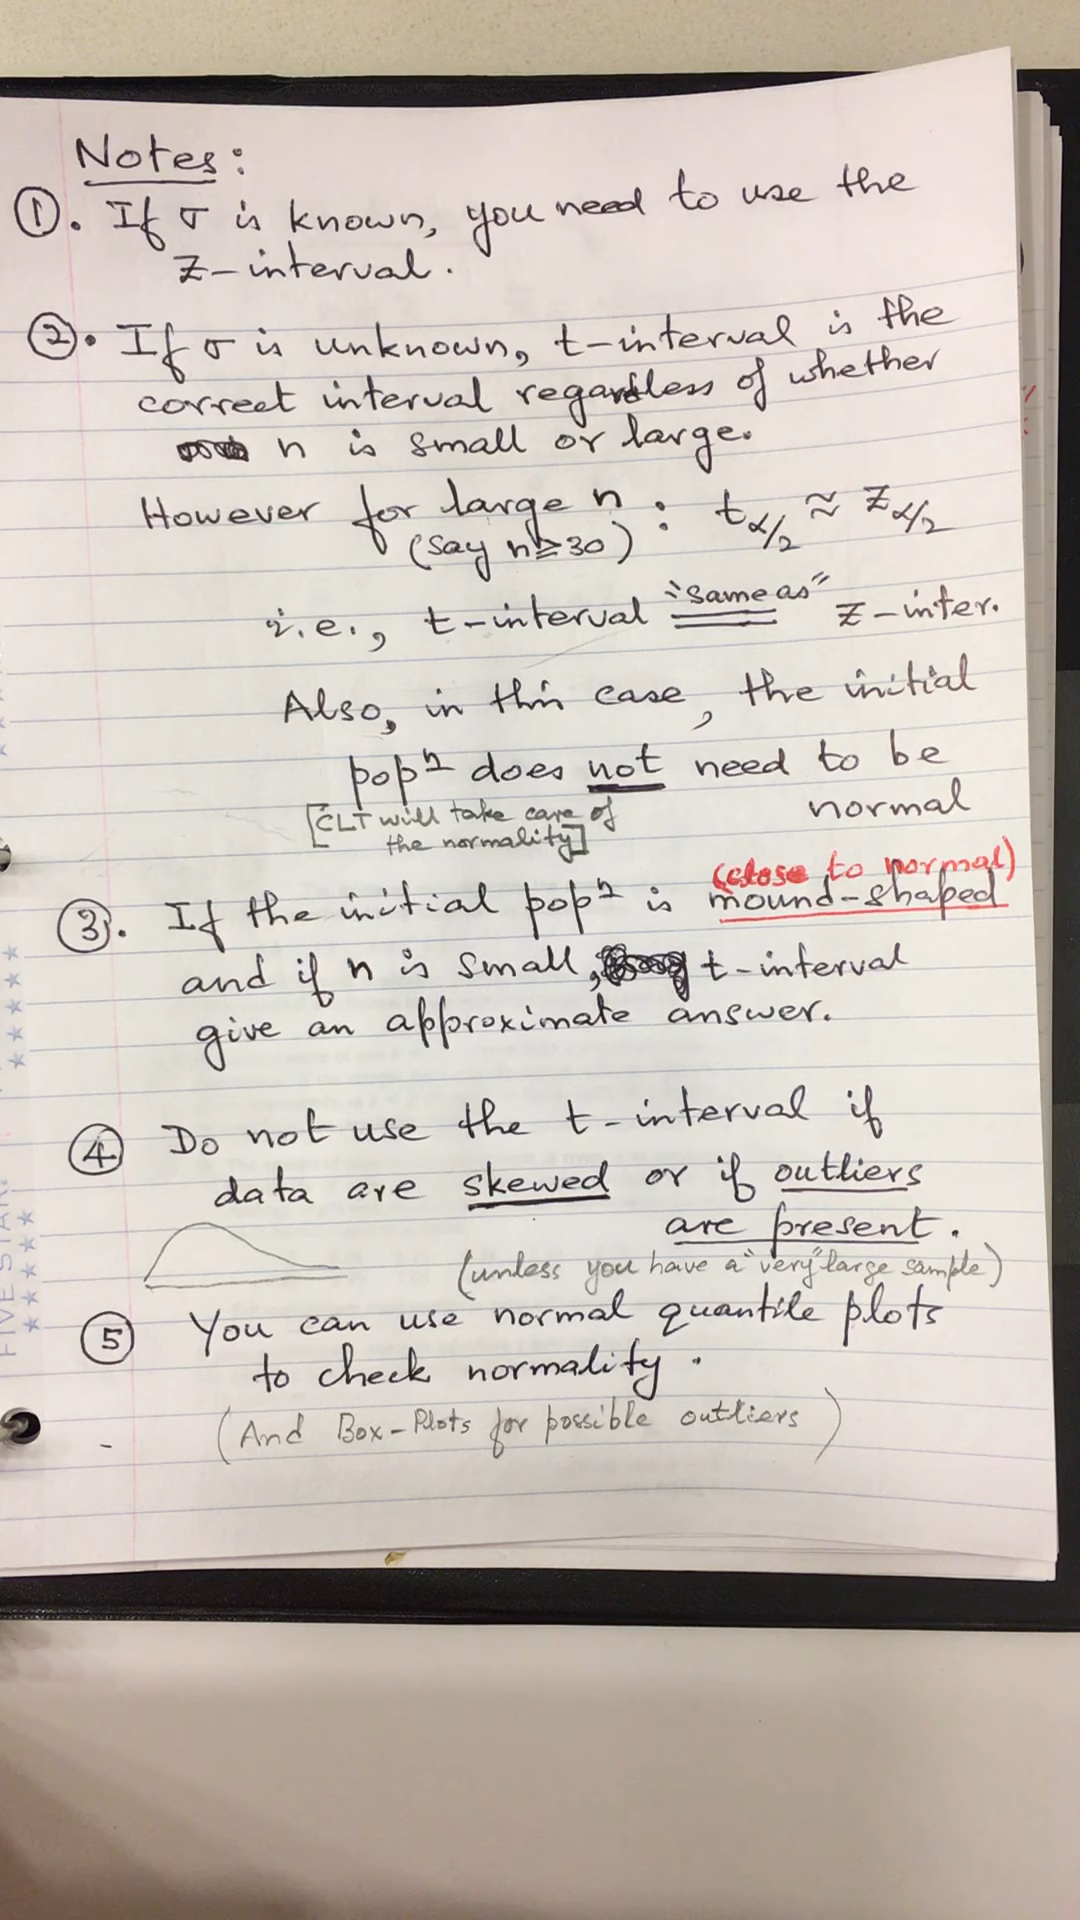 Notes:
①. If σ is known, you need to use the
Z-interval.
②. If σ is unknown, t-interval is the
correct interval regardless of whether
n is small or large.
However for large n : tα/2 ≈ Zα/2
(say n≥30)
i.e., t-interval "same as" Z-inter.
Also, in this case, the initial
popⁿ does not need to be
normal
[CLT will take care of
the normality]
(close to normal)
③. If the initial popⁿ is mound-shaped
and if n is small, t-interval
give an approximate answer.
④ Do not use the t-interval if
data are skewed or if outliers
are present.
(unless you have a "very" large sample)
⑤ You can use normal quantile plots
to check normality.
(And Box-Plots for possible outliers)
FIVE STAR